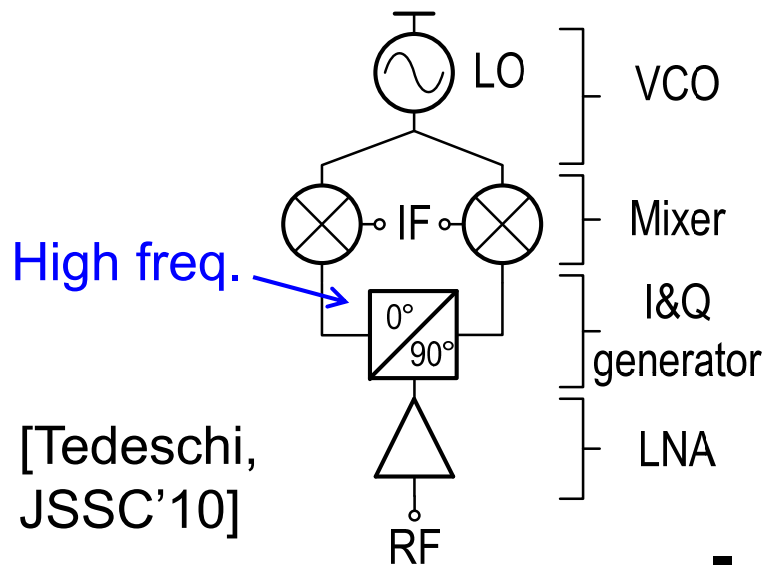 LO
VCO
IF
Mixer
High freq.
0°
90°
I&Q
generator
[Tedeschi,
JSSC'10]
LNA
RF